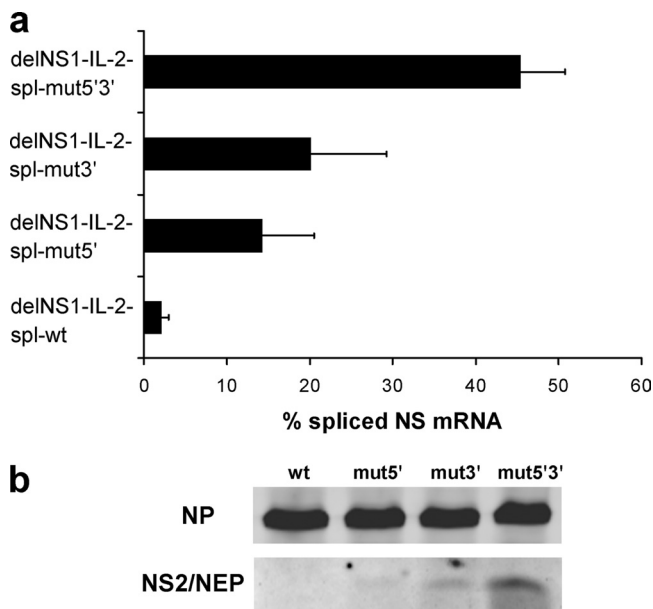 a
delNS1-IL-2-
spl-mut5'3'
delNS1-IL-2-
spl-mut3'
delNS1-IL-2-
spl-mut5'
delNS1-IL-2-
spl-wt
0 10 20 30 40 50 60
% spliced NS mRNA
b
wt mut5' mut3' mut5'3'
NP
NS2/NEP